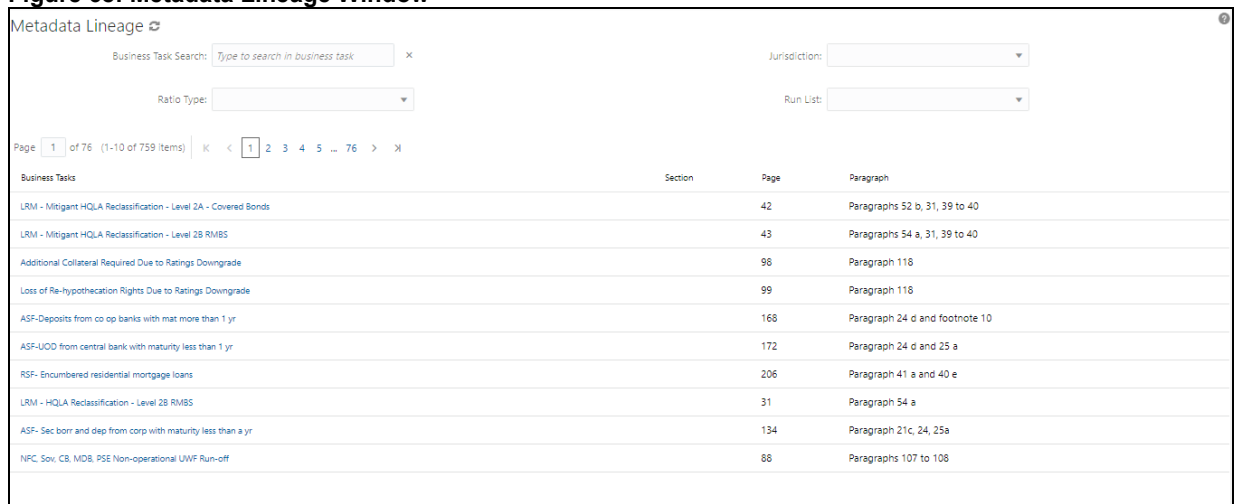 Metadata Lineage
Business Task Search: Type to search in business task × Jurisdiction:
Ratio Type: Run List:
Page 1 of 76 (1-10 of 759 items) 1 2 3 4 5 ... 76
Business Tasks Section Page Paragraph
LRM - Mitigant HQLA Reclassification - Level 2A - Covered Bonds 42 Paragraphs 52 b, 31, 39 to 40
LRM - Mitigant HQLA Reclassification - Level 2B RMBS 43 Paragraphs 54 a, 31, 39 to 40
Additional Collateral Required Due to Ratings Downgrade 98 Paragraph 118
Loss of Re-hypothecation Rights Due to Ratings Downgrade 99 Paragraph 118
ASF-Deposits from co op banks with mat more than 1 yr 168 Paragraph 24 d and footnote 10
ASF-UOD from central bank with maturity less than 1 yr 172 Paragraph 24 d and 25 a
RSF- Encumbered residential mortgage loans 206 Paragraph 41 a and 40 e
LRM - HQLA Reclassification - Level 2B RMBS 31 Paragraph 54 a
ASF- Sec borr and dep from corp with maturity less than a yr 134 Paragraph 21c, 24, 25a
NFC, Sov, CB, MDB, PSE Non-operational UWF Run-off 88 Paragraphs 107 to 108